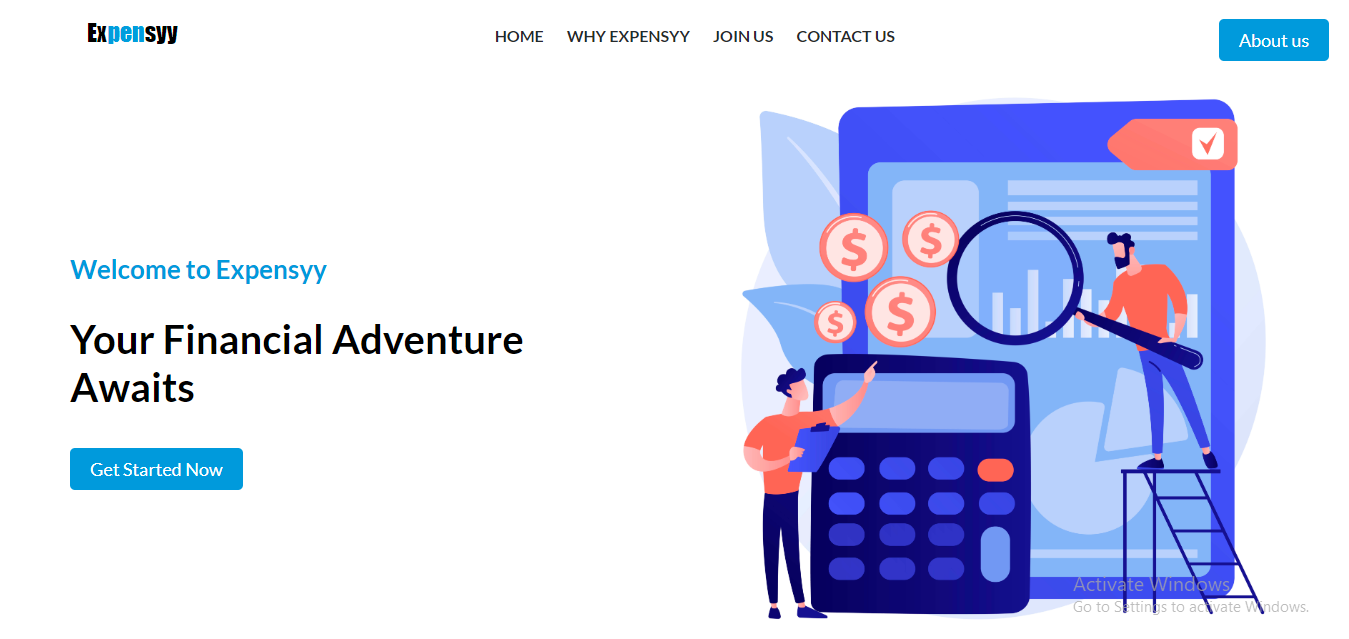 Expensyy
HOME WHY EXPENSYY JOIN US CONTACT US
About us
Welcome to Expensyy
Your Financial Adventure
Awaits
Get Started Now
$ $
$ $
Activate Windows
Go to Settings to activate Windows.